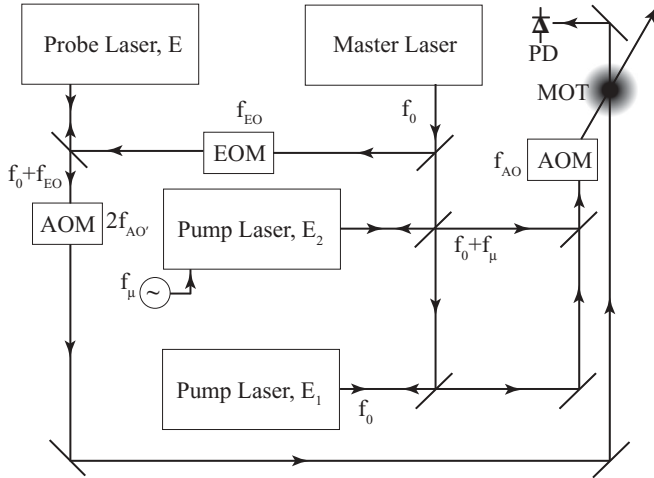 Probe Laser, E
Master Laser
PD
MOT
f_EO
f_0
EOM
f_AO
AOM
f_0+f_EO
AOM
2f_AO'
Pump Laser, E_2
f_0+f_μ
f_μ
~
Pump Laser, E_1
f_0